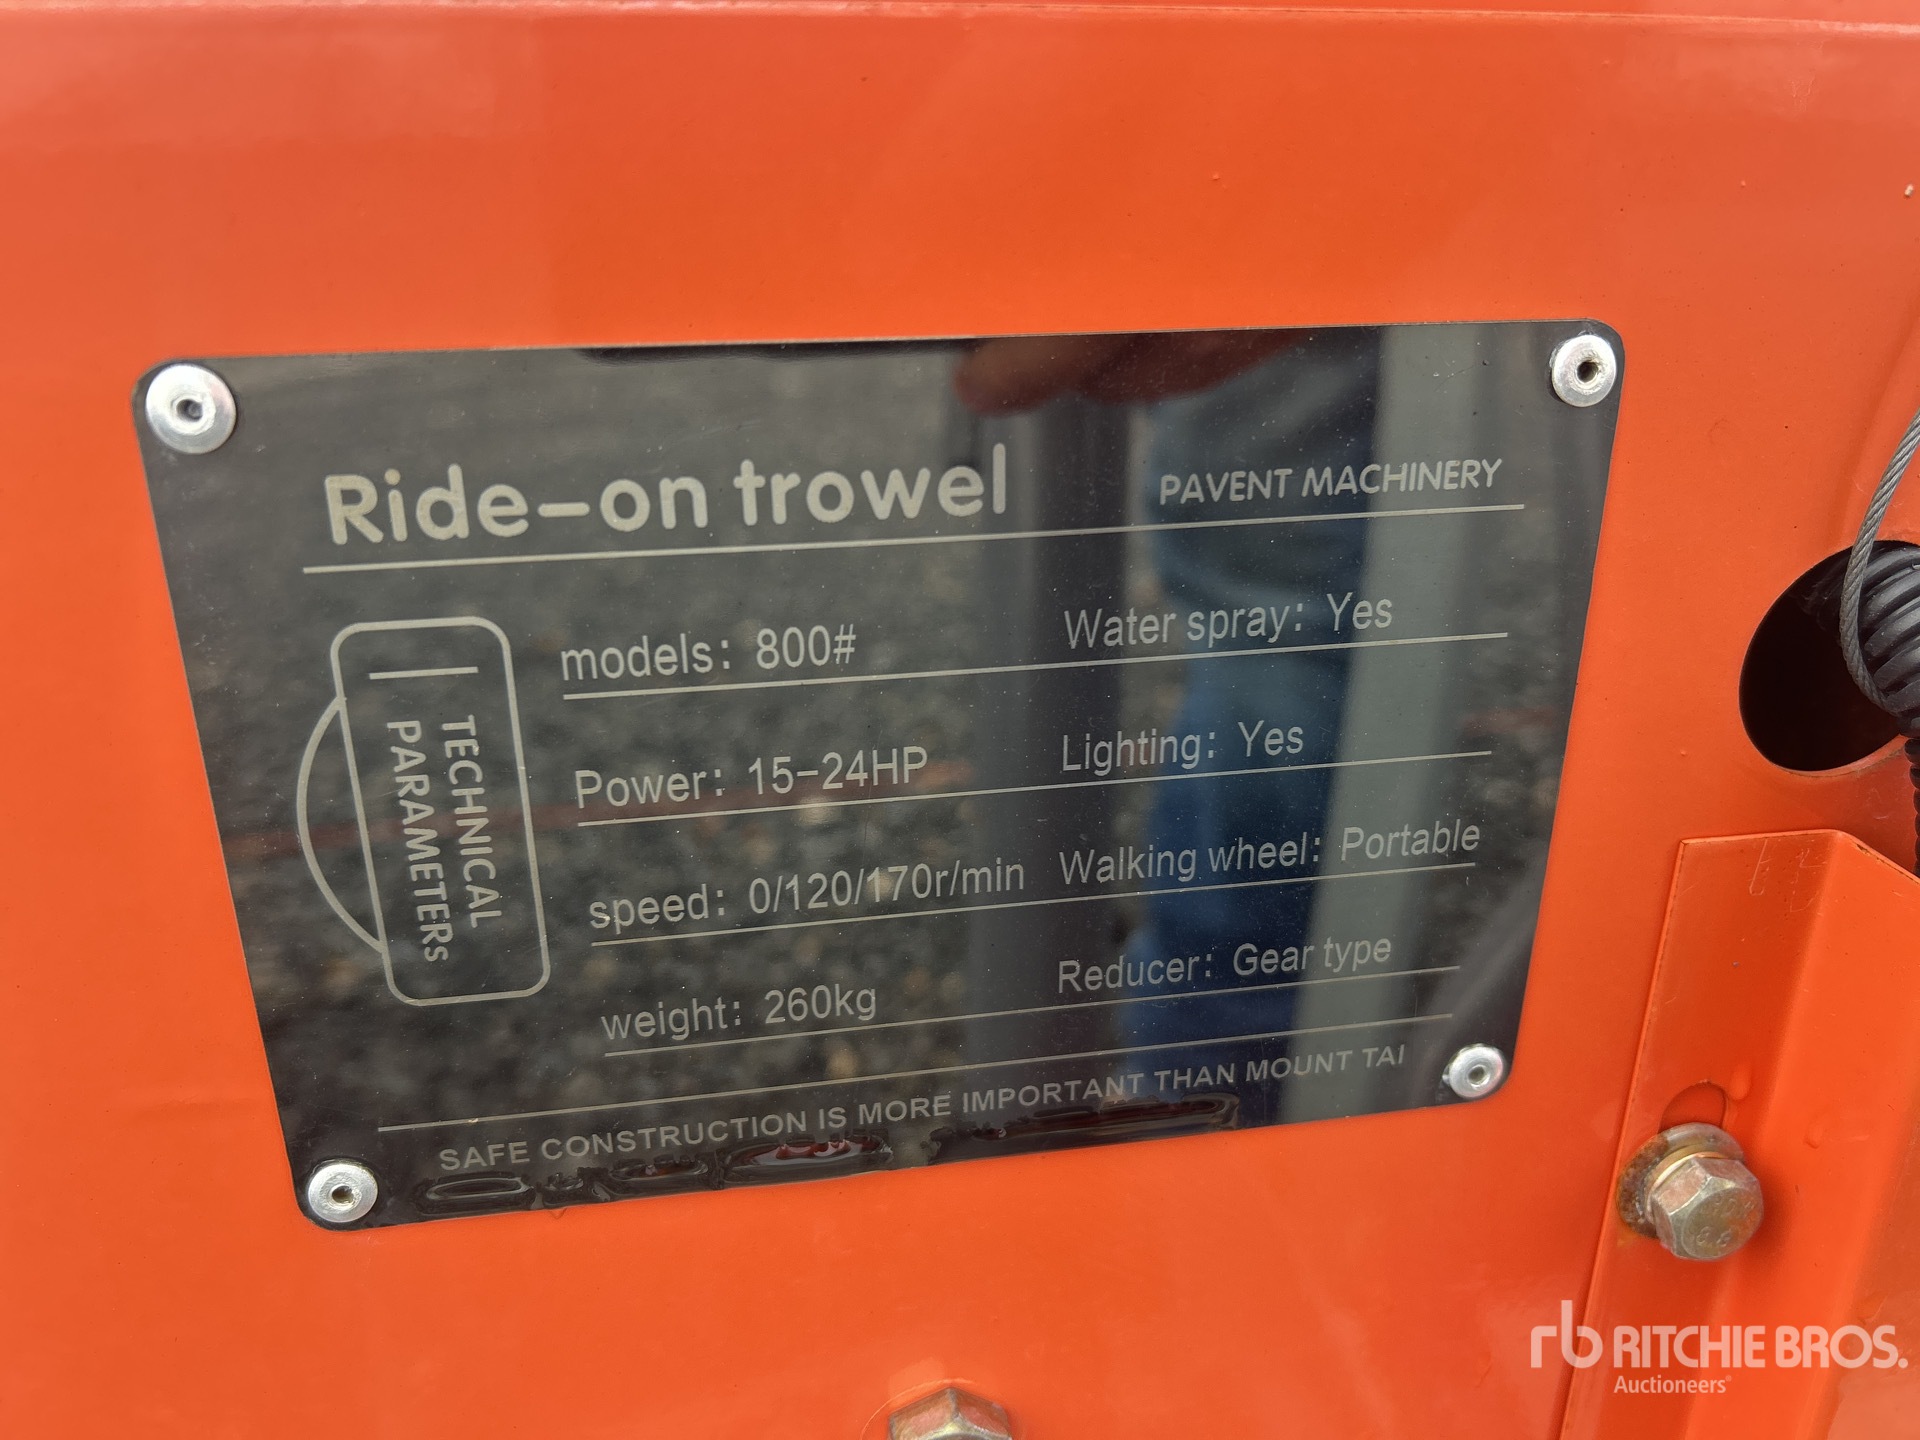 Ride-on trowel
PAVENT MACHINERY
TECHNICAL
PARAMETERS
models: 800#
Water spray: Yes
Power: 15-24HP
Lighting: Yes
speed: 0/120/170r/min
Walking wheel: Portable
weight: 260kg
Reducer: Gear type
SAFE CONSTRUCTION IS MORE IMPORTANT THAN MOUNT TAI
rb RITCHIE BROS.
Auctioneers